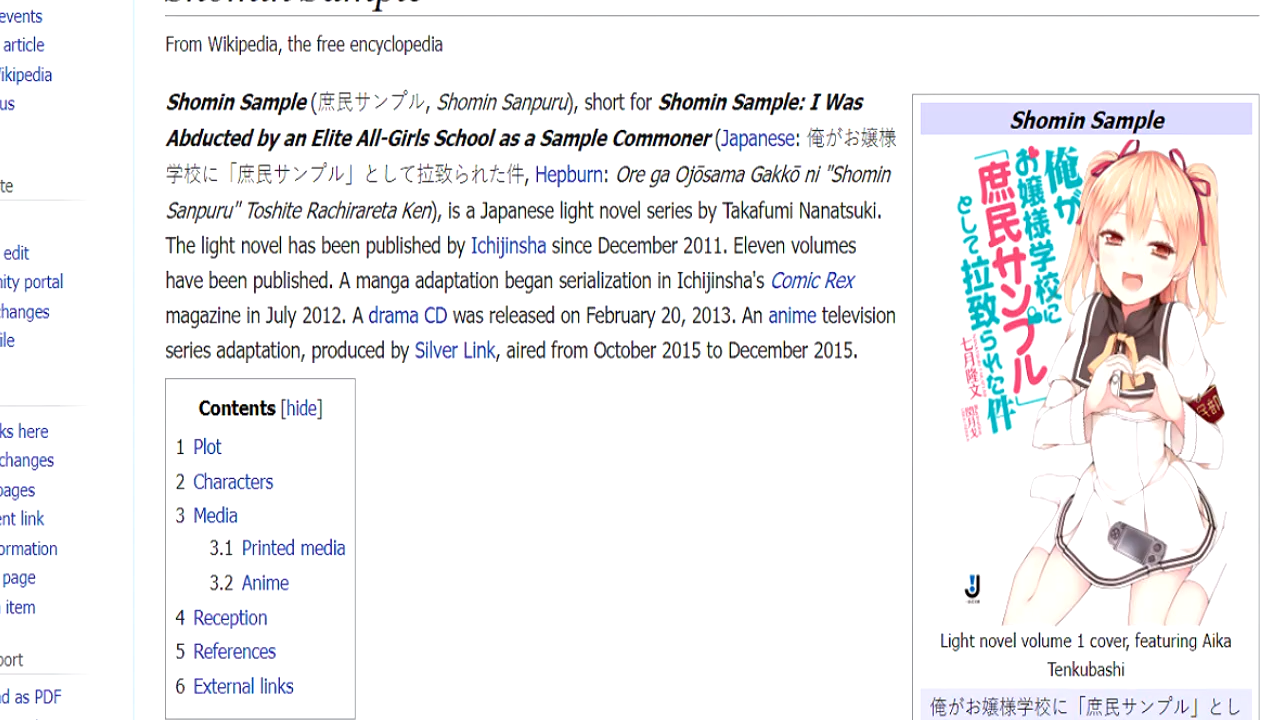 Shomin Sample
From Wikipedia, the free encyclopedia
Shomin Sample (庶民サンプル, Shomin Sanpuru), short for Shomin Sample: I Was
Abducted by an Elite All-Girls School as a Sample Commoner (Japanese: 俺がお嬢様
学校に「庶民サンプル」として拉致られた件, Hepburn: Ore ga Ojōsama Gakkō ni "Shomin
Sanpuru" Toshite Rachirareta Ken), is a Japanese light novel series by Takafumi Nanatsuki.
The light novel has been published by Ichijinsha since December 2011. Eleven volumes
have been published. A manga adaptation began serialization in Ichijinsha's Comic Rex
magazine in July 2012. A drama CD was released on February 20, 2013. An anime television
series adaptation, produced by Silver Link, aired from October 2015 to December 2015.
Contents [hide]
1 Plot
2 Characters
3 Media
3.1 Printed media
3.2 Anime
4 Reception
5 References
6 External links
events
article
ikipedia
us
te
edit
nity portal
changes
ile
ks here
changes
pages
ent link
ormation
page
item
port
d as PDF
Shomin Sample
俺が
お嬢様学校に
「庶民サンプル」
として拉致られた件
七月隆文
Light novel volume 1 cover, featuring Aika
Tenkubashi
俺がお嬢様学校に「庶民サンプル」とし